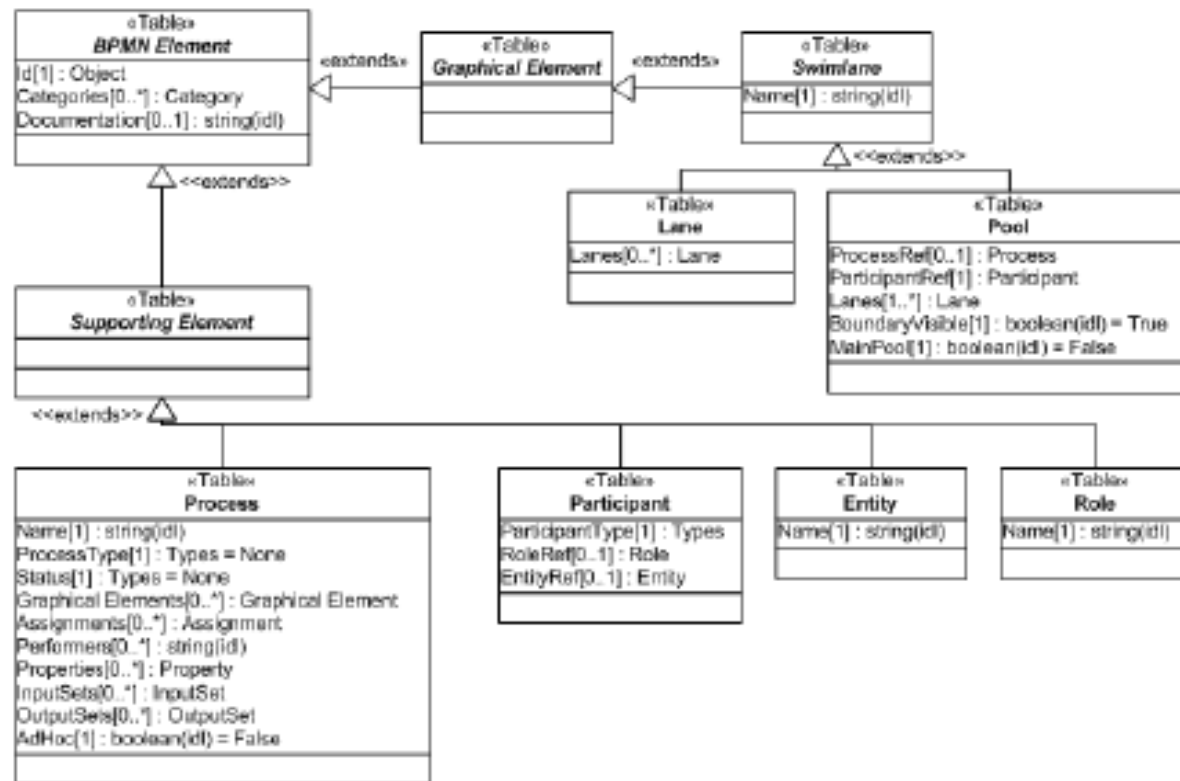 «Table»
BPMN Element
Id[1] : Object
Categories[0..*] : Category
Documentation[0..1] : string(idl)
«extends»
«Table»
Graphical Element
«extends»
«Table»
Swimlane
Name[1] : string(idl)
<<extends>>
<<extends>>
«Table»
Lane
Lanes[0..*] : Lane
«Table»
Pool
ProcessRef[0..1] : Process
ParticipantRef[1] : Participant
Lanes[1..*] : Lane
BoundaryVisible[1] : boolean(idl) = True
MainPool[1] : boolean(idl) = False
«Table»
Supporting Element
<<extends>>
«Table»
Process
Name[1] : string(idl)
ProcessType[1] : Types = None
Status[1] : Types = None
Graphical Elements[0..*] : Graphical Element
Assignments[0..*] : Assignment
Performers[0..*] : string(idl)
Properties[0..*] : Property
InputSets[0..*] : InputSet
OutputSets[0..*] : OutputSet
AdHoc[1] : boolean(idl) = False
«Table»
Participant
ParticipantType[1] : Types
RoleRef[0..1] : Role
EntityRef[0..1] : Entity
«Table»
Entity
Name[1] : string(idl)
«Table»
Role
Name[1] : string(idl)